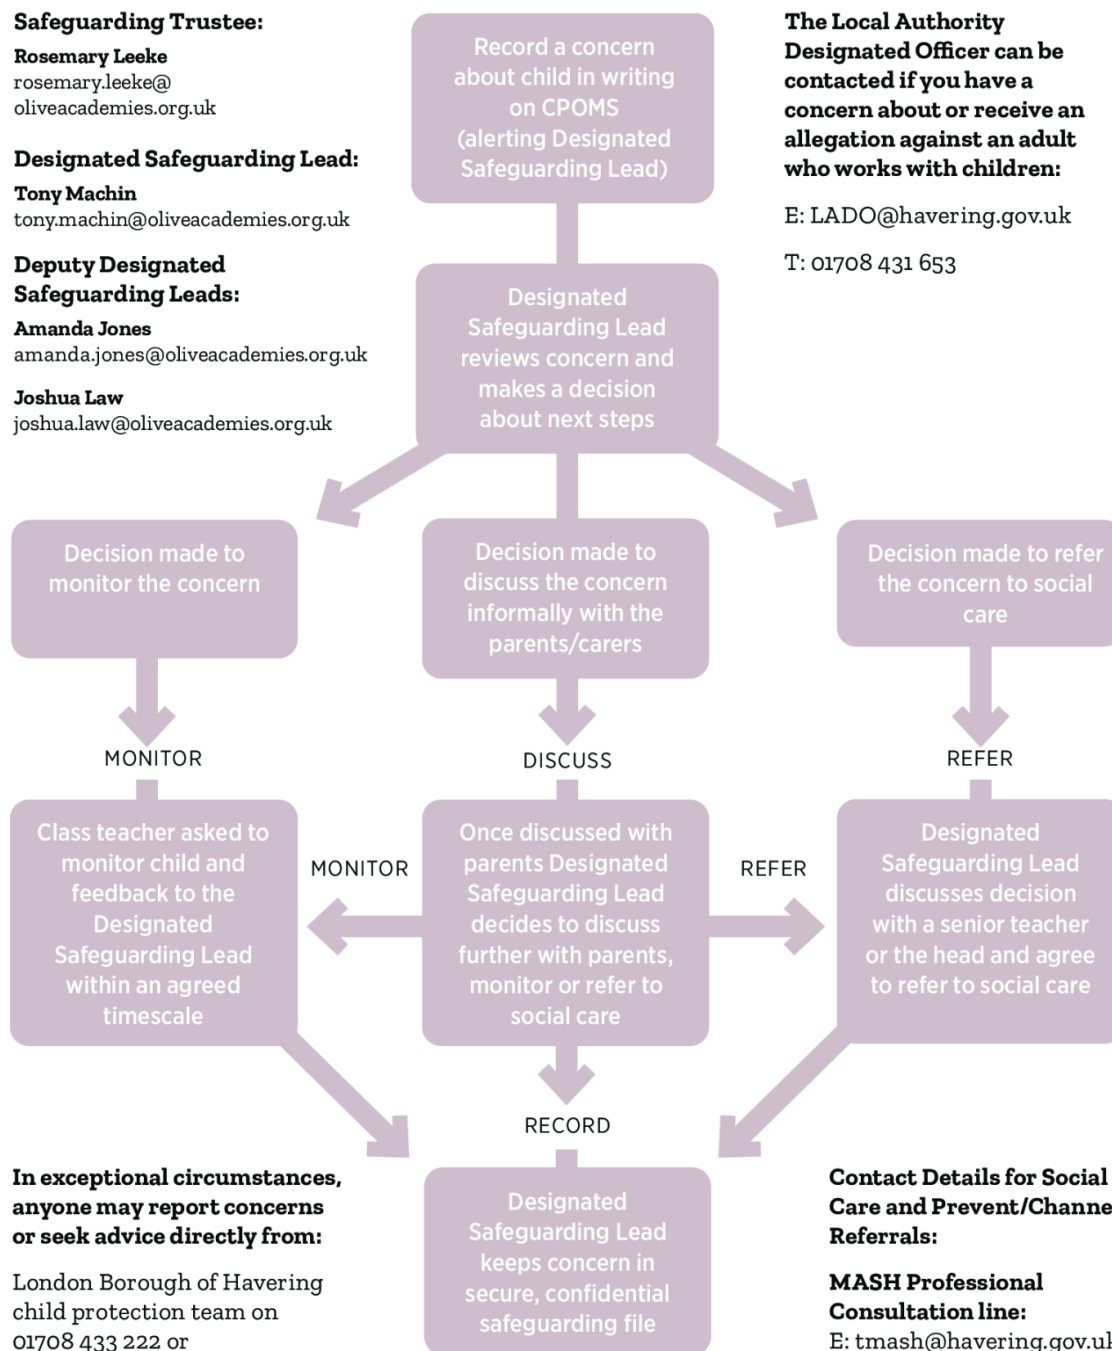 Safeguarding Trustee:
Rosemary Leeke
rosemary.leeke@
oliveacademies.org.uk
Designated Safeguarding Lead:
Tony Machin
tony.machin@oliveacademies.org.uk
Deputy Designated
Safeguarding Leads:
Amanda Jones
amanda.jones@oliveacademies.org.uk
Joshua Law
joshua.law@oliveacademies.org.uk
Record a concern
about child in writing
on CPOMS
(alerting Designated
Safeguarding Lead)
The Local Authority
Designated Officer can be
contacted if you have a
concern about or receive an
allegation against an adult
who works with children:
E: LADO@havering.gov.uk
T: 01708 431 653
Designated
Safeguarding Lead
reviews concern and
makes a decision
about next steps
Decision made to
monitor the concern
Decision made to
discuss the concern
informally with the
parents/carers
Decision made to refer
the concern to social
care
MONITOR
DISCUSS
REFER
Class teacher asked to
monitor child and
feedback to the
Designated
Safeguarding Lead
within an agreed
timescale
MONITOR
Once discussed with
parents Designated
Safeguarding Lead
decides to discuss
further with parents,
monitor or refer to
social care
REFER
Designated
Safeguarding Lead
discusses decision
with a senior teacher
or the head and agree
to refer to social care
RECORD
In exceptional circumstances,
anyone may report concerns
or seek advice directly from:
London Borough of Havering
child protection team on
01708 433 222 or
Designated
Safeguarding Lead
keeps concern in
secure, confidential
safeguarding file
Contact Details for Social
Care and Prevent/Channe
Referrals:
MASH Professional
Consultation line:
E: tmash@havering.gov.uk